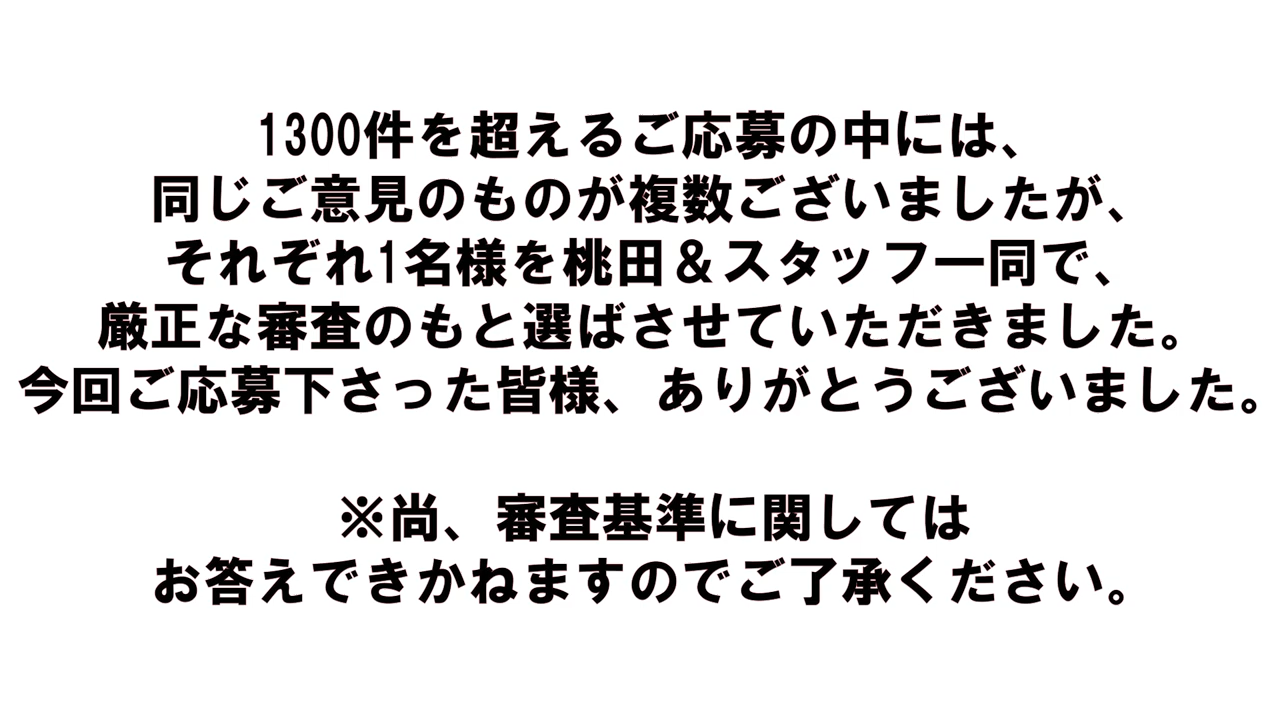 1300件を超えるご応募の中には、
同じご意見のものが複数ございましたが、
それぞれ1名様を桃田＆スタッフ一同で、
厳正な審査のもと選ばさせていただきました。
今回ご応募下さった皆様、ありがとうございました。
※尚、審査基準に関しては
お答えできかねますのでご了承ください。